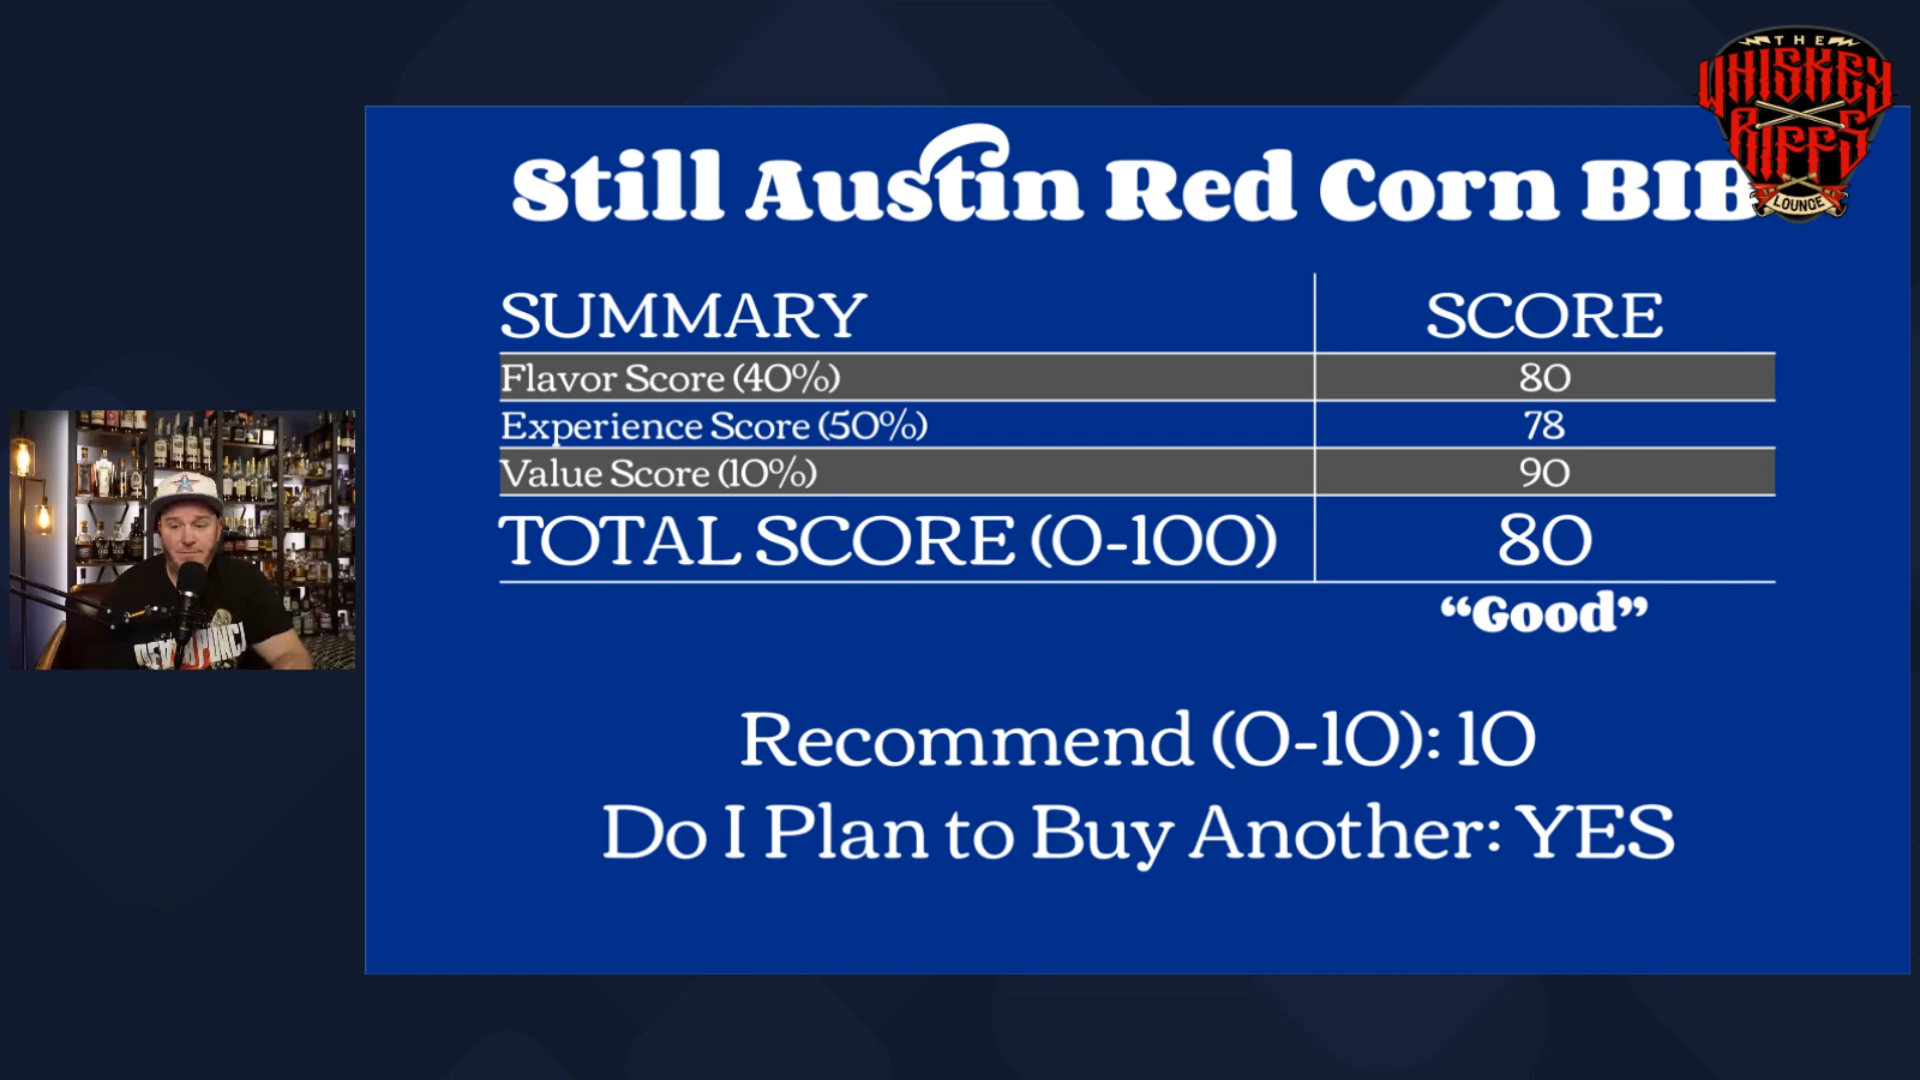 THE
WHISKEY
RIFFS
LOUNGE
Still Austin Red Corn BIB
SUMMARY SCORE
Flavor Score (40%) 80
Experience Score (50%) 78
Value Score (10%) 90
TOTAL SCORE (0-100) 80
“Good”
Recommend (0-10): 10
Do I Plan to Buy Another: YES